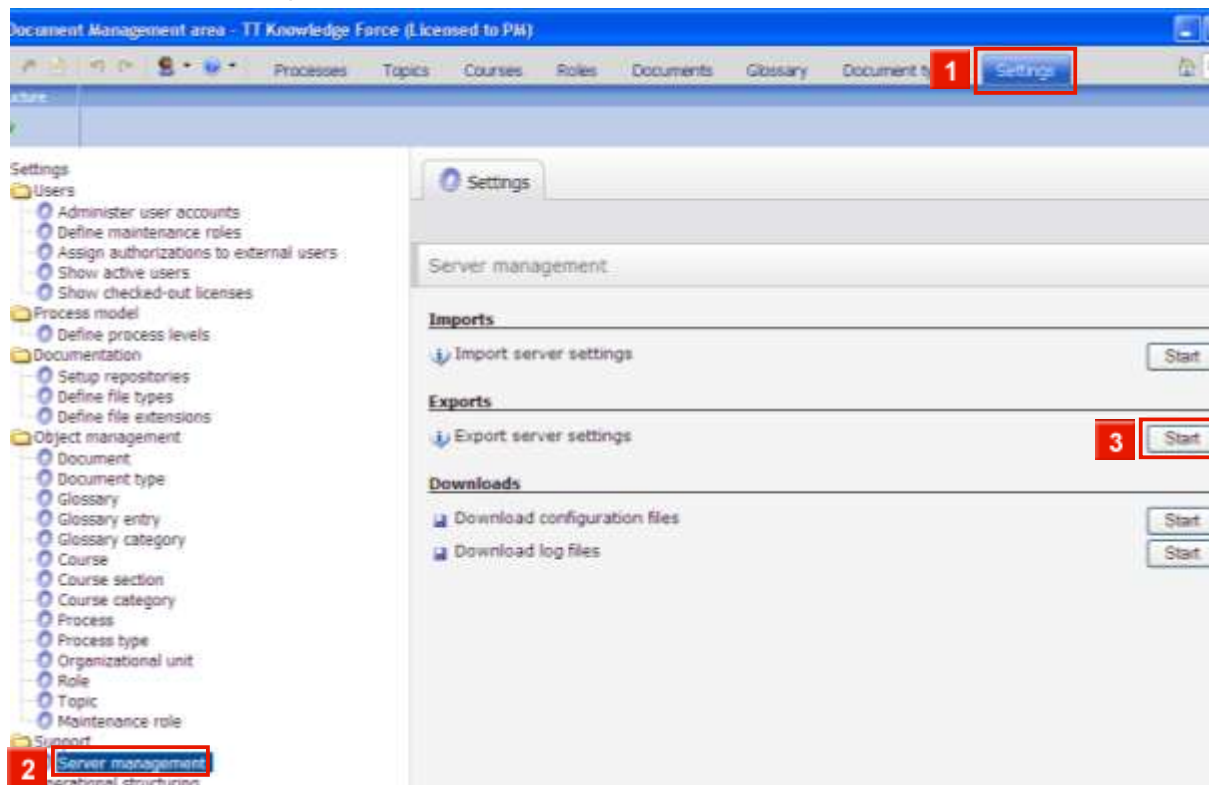 Document Management area - TT Knowledge Force (Licensed to PM)
Processes Topics Courses Roles Documents Glossary Document 1 Settings
Settings
Users
Administer user accounts
Define maintenance roles
Assign authorizations to external users
Show active users
Show checked-out licenses
Process model
Define process levels
Documentation
Setup repositories
Define file types
Define file extensions
Object management
Document
Document type
Glossary
Glossary entry
Glossary category
Course
Course section
Course category
Process
Process type
Organizational unit
Role
Topic
Maintenance role
Support
2 Server management
structuring
Settings
Server management
Imports
Import server settings Start
Exports
Export server settings 3 Start
Downloads
Download configuration files Start
Download log files Start